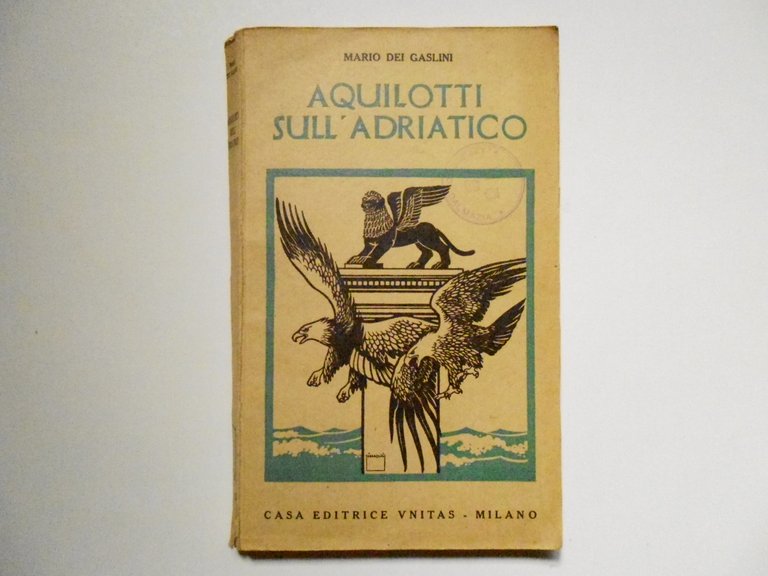 MARIO DEI GASLINI
AQUILOTTI
SULL'ADRIATICO
CASA EDITRICE VNITAS - MILANO